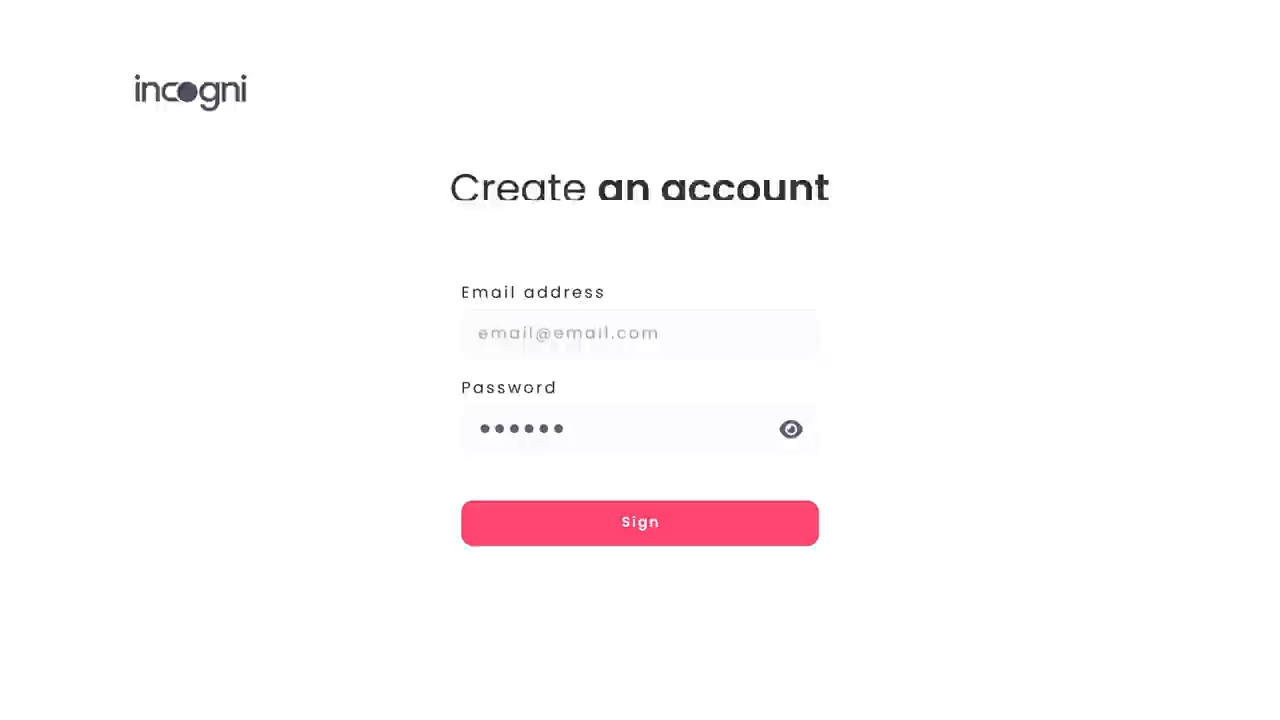 incogni
Create an account
Email address
email@email.com
Password
Sign